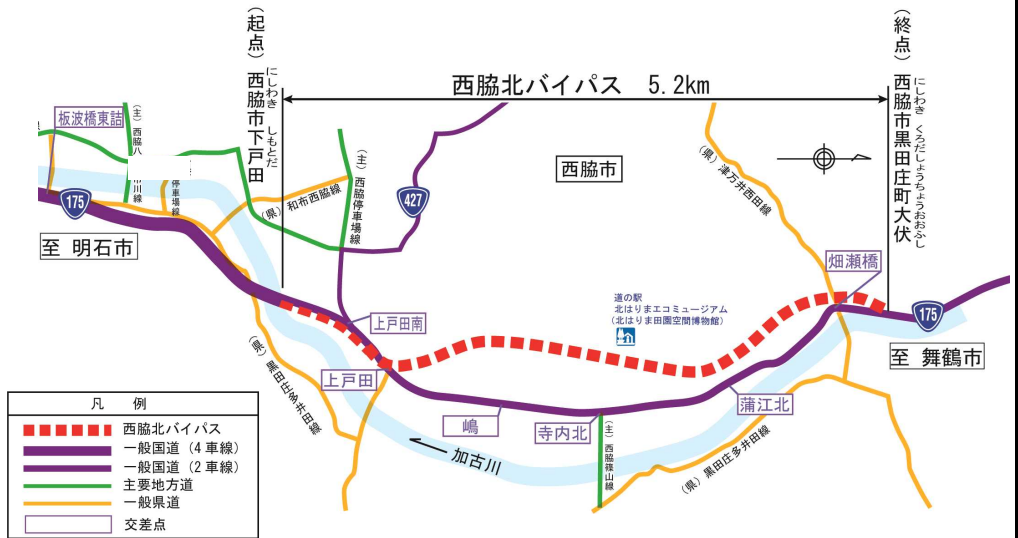 (起点) 西脇市下戸田
にしわき しもとだ
西脇北バイパス 5.2km
(終点) 西脇市黒田庄町大伏
にしわき くろだしょうちょうおおぶし
板波橋東詰
(主) 西脇八
市川線
停車場線
175
至 明石市
(県) 和布西脇線
(主) 西脇停車場線
427
西脇市
(県) 津万井西田線
畑瀬橋
上戸田南
道の駅
北はりまエコミュージアム
(北はりま田園空間博物館)
175
至 舞鶴市
上戸田
(県) 黒田庄多井田線
嶋
寺内北
蒲江北
加古川
(主) 西脇篠山線
(県) 黒田庄多井田線
凡 例
西脇北バイパス
一般国道 (4車線)
一般国道 (2車線)
主要地方道
一般県道
交差点